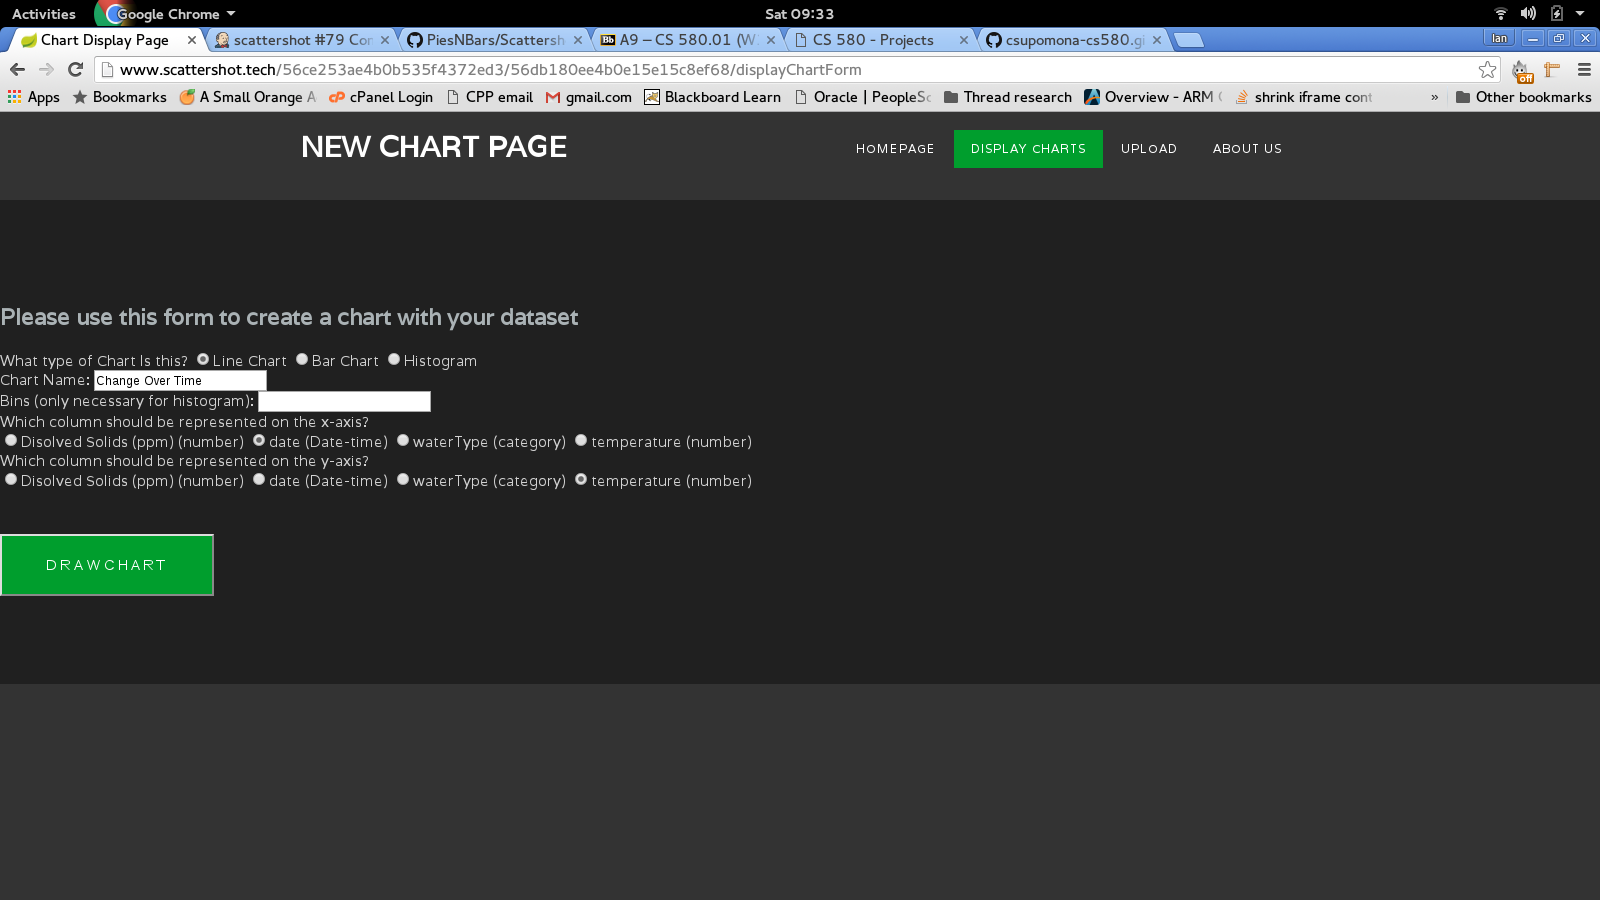 Activities Google Chrome Sat 09:33
Chart Display Page scattershot #79 Con PiesNBars/Scattersh A9 – CS 580.01 (W CS 580 - Projects csupomona-cs580.gi Ian
www.scattershot.tech/56ce253ae4b0b535f4372ed3/56db180ee4b0e15e15c8ef68/displayChartForm off
Apps Bookmarks A Small Orange A cPanel Login CPP email gmail.com Blackboard Learn Oracle | PeopleSo Thread research Overview - ARM C shrink iframe cont » Other bookmarks
NEW CHART PAGE HOMEPAGE DISPLAY CHARTS UPLOAD ABOUT US
Please use this form to create a chart with your dataset
What type of Chart Is this? Line Chart Bar Chart Histogram
Chart Name: Change Over Time
Bins (only necessary for histogram):
Which column should be represented on the x-axis?
Disolved Solids (ppm) (number) date (Date-time) waterType (category) temperature (number)
Which column should be represented on the y-axis?
Disolved Solids (ppm) (number) date (Date-time) waterType (category) temperature (number)
DRAWCHART